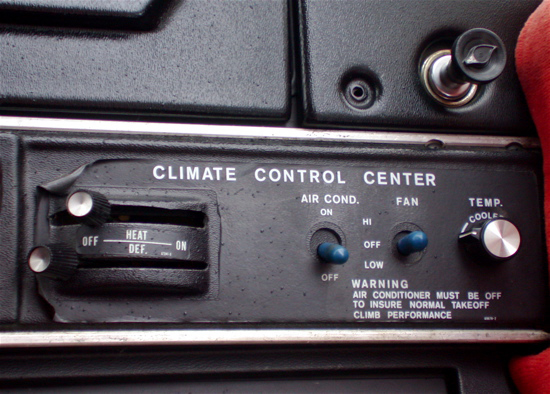 CLIMATE CONTROL CENTER
AIR COND.
ON
OFF
FAN
HI
OFF
LOW
TEMP.
COOLER
HEAT
OFF ON
DEF.
WARNING
AIR CONDITIONER MUST BE OFF
TO INSURE NORMAL TAKEOFF
CLIMB PERFORMANCE